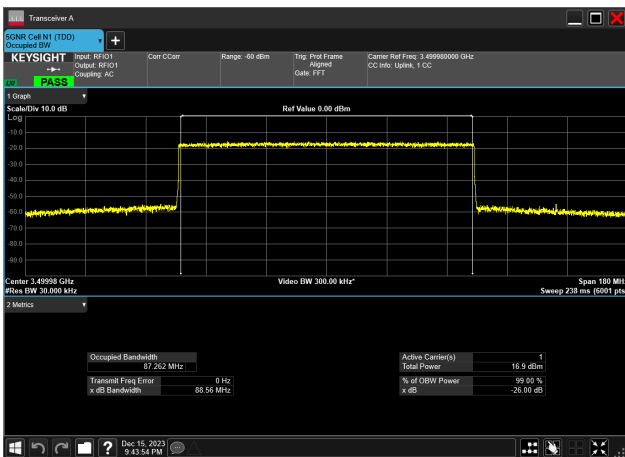 Transceiver A
5GNR Cell N1 (TDD)
Occupied BW
KEYSIGHT
Input: RFIO1
Output: RFIO1
Coupling: AC
Corr CCorr
Range: -60 dBm
Trig: Prot Frame
Aligned
Gate: FFT
Carrier Ref Freq: 3.499980000 GHz
CC Info: Uplink, 1 CC
PASS
1 Graph
Scale/Div 10.0 dB
Ref Value 0.00 dBm
Log
-10.0
-20.0
-30.0
-40.0
-50.0
-60.0
-70.0
-80.0
-90.0
Center 3.49998 GHz
Video BW 300.00 kHz*
Span 180 MHz
#Res BW 30.000 kHz
Sweep 238 ms (6001 pts
2 Metrics
Occupied Bandwidth
87.262 MHz
Active Carrier(s) 1
Total Power 16.9 dBm
Transmit Freq Error 0 Hz
x dB Bandwidth 88.56 MHz
% of OBW Power 99.00 %
x dB -26.00 dB
Dec 15, 2023
9:43:54 PM